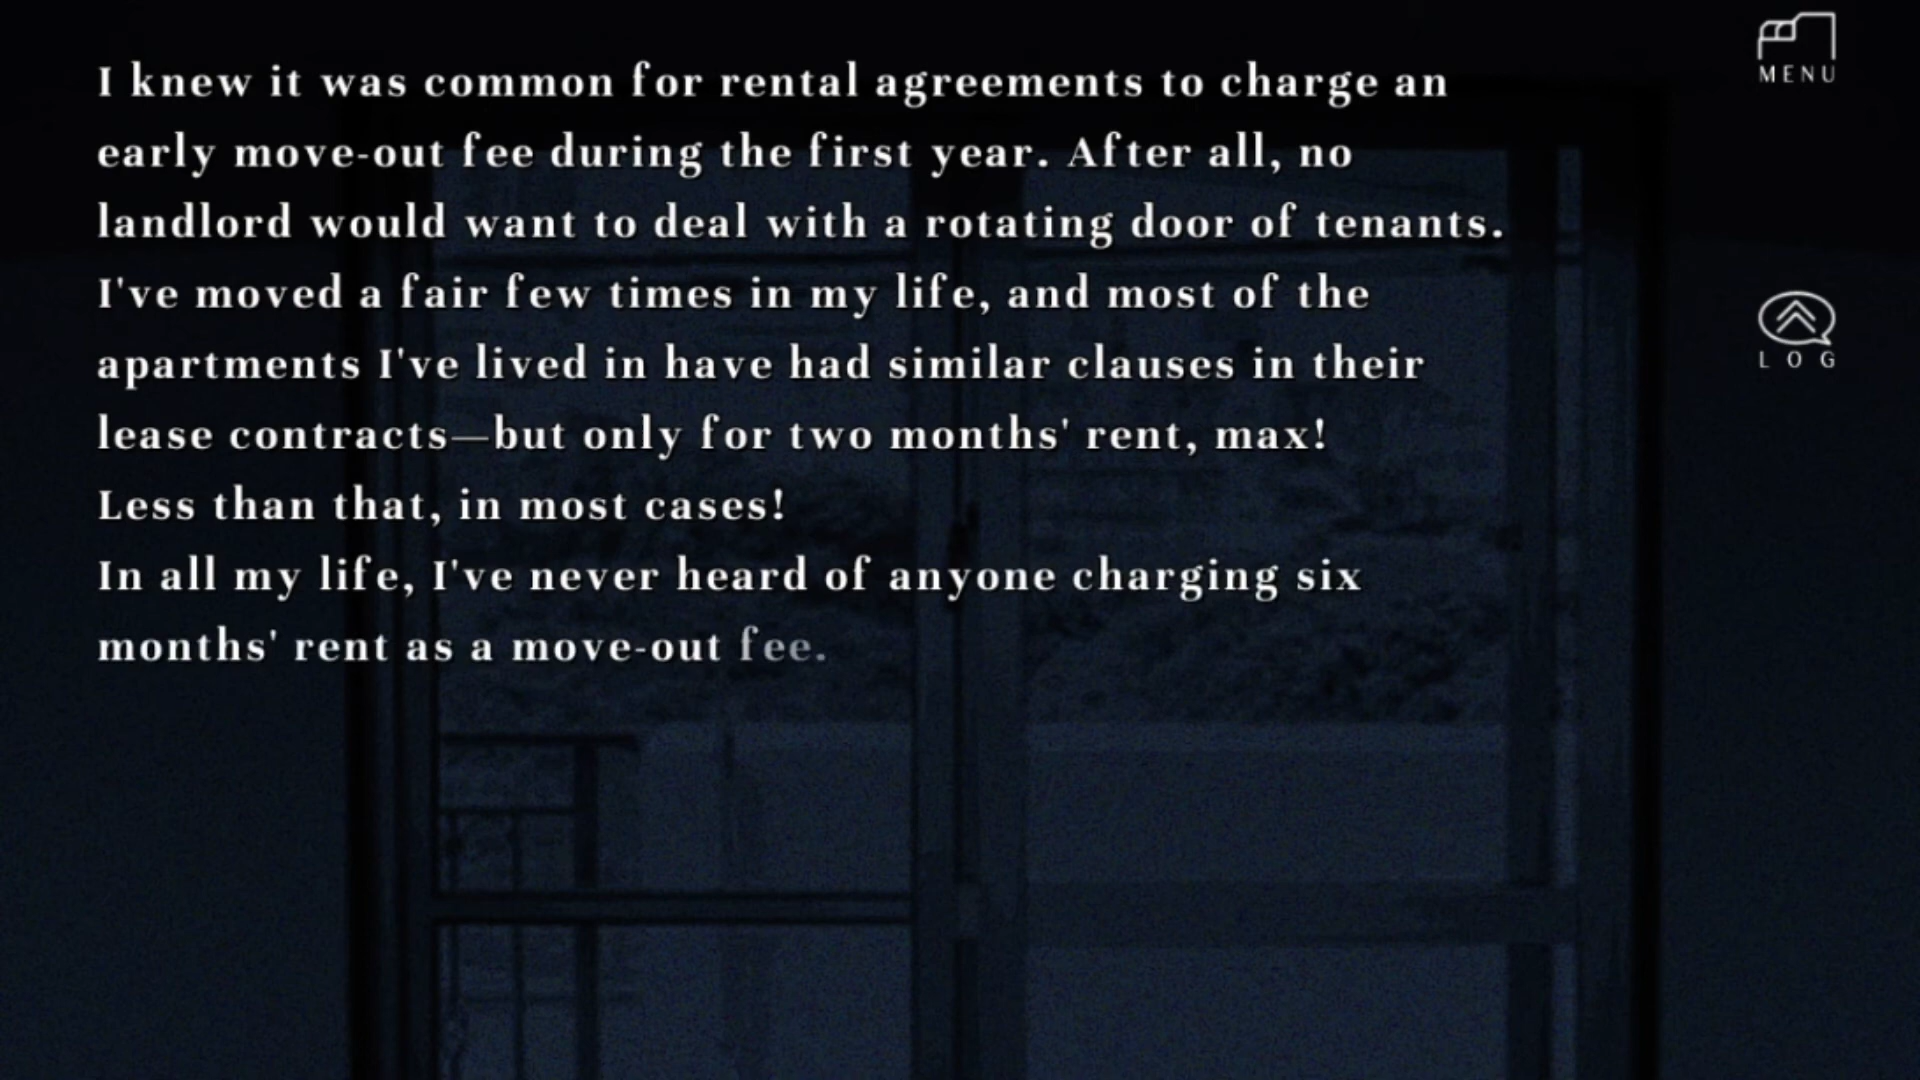 I knew it was common for rental agreements to charge an
early move-out fee during the first year. After all, no
landlord would want to deal with a rotating door of tenants.
I've moved a fair few times in my life, and most of the
apartments I've lived in have had similar clauses in their
lease contracts—but only for two months' rent, max!
Less than that, in most cases!
In all my life, I've never heard of anyone charging six
months' rent as a move-out fee.
MENU
LOG